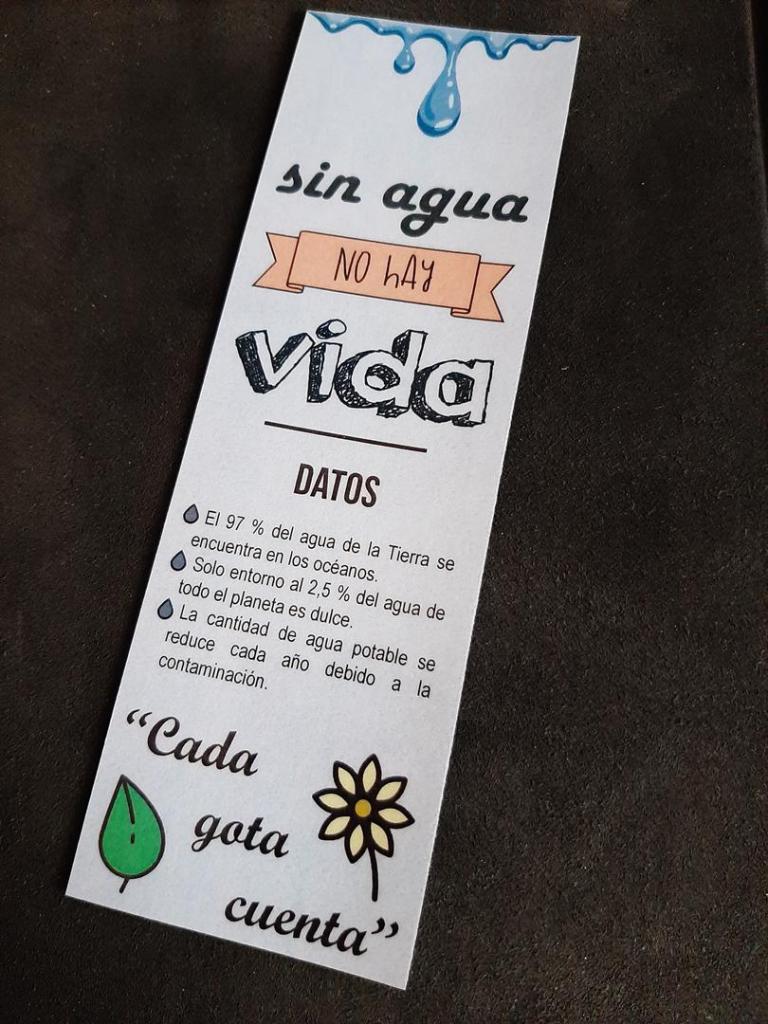 sin agua
NO hAy
vida
DATOS
El 97 % del agua de la Tierra se
encuentra en los océanos.
Solo entorno al 2,5 % del agua de
todo el planeta es dulce.
La cantidad de agua potable se
reduce cada año debido a la
contaminación.
“Cada
gota
cuenta”